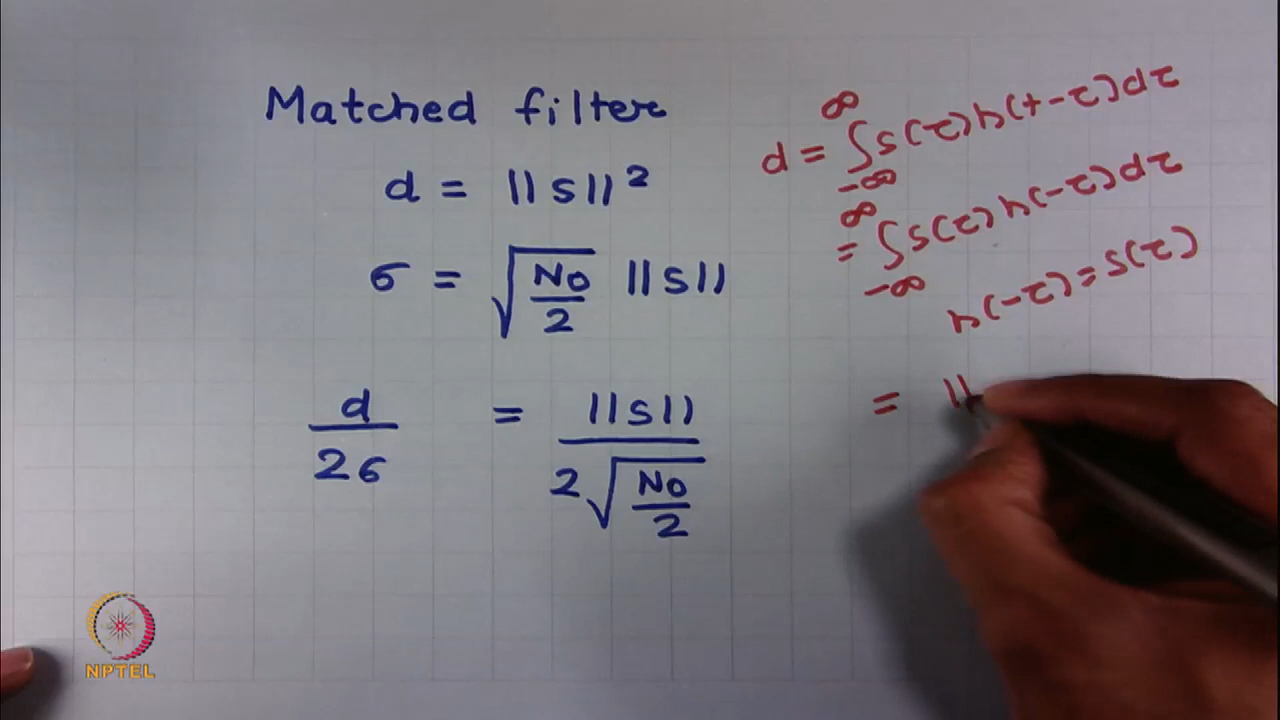 Matched filter
d = ||s||²
σ = √(N₀/2) ||s||
d/2σ = ||s|| / 2√(N₀/2)
d = ∫_{-∞}^{∞} s(τ)h(t-τ)dτ
= ∫_{-∞}^{∞} s(τ)h(-τ)dτ
h(-τ) = s(τ)
= ||
NPTEL